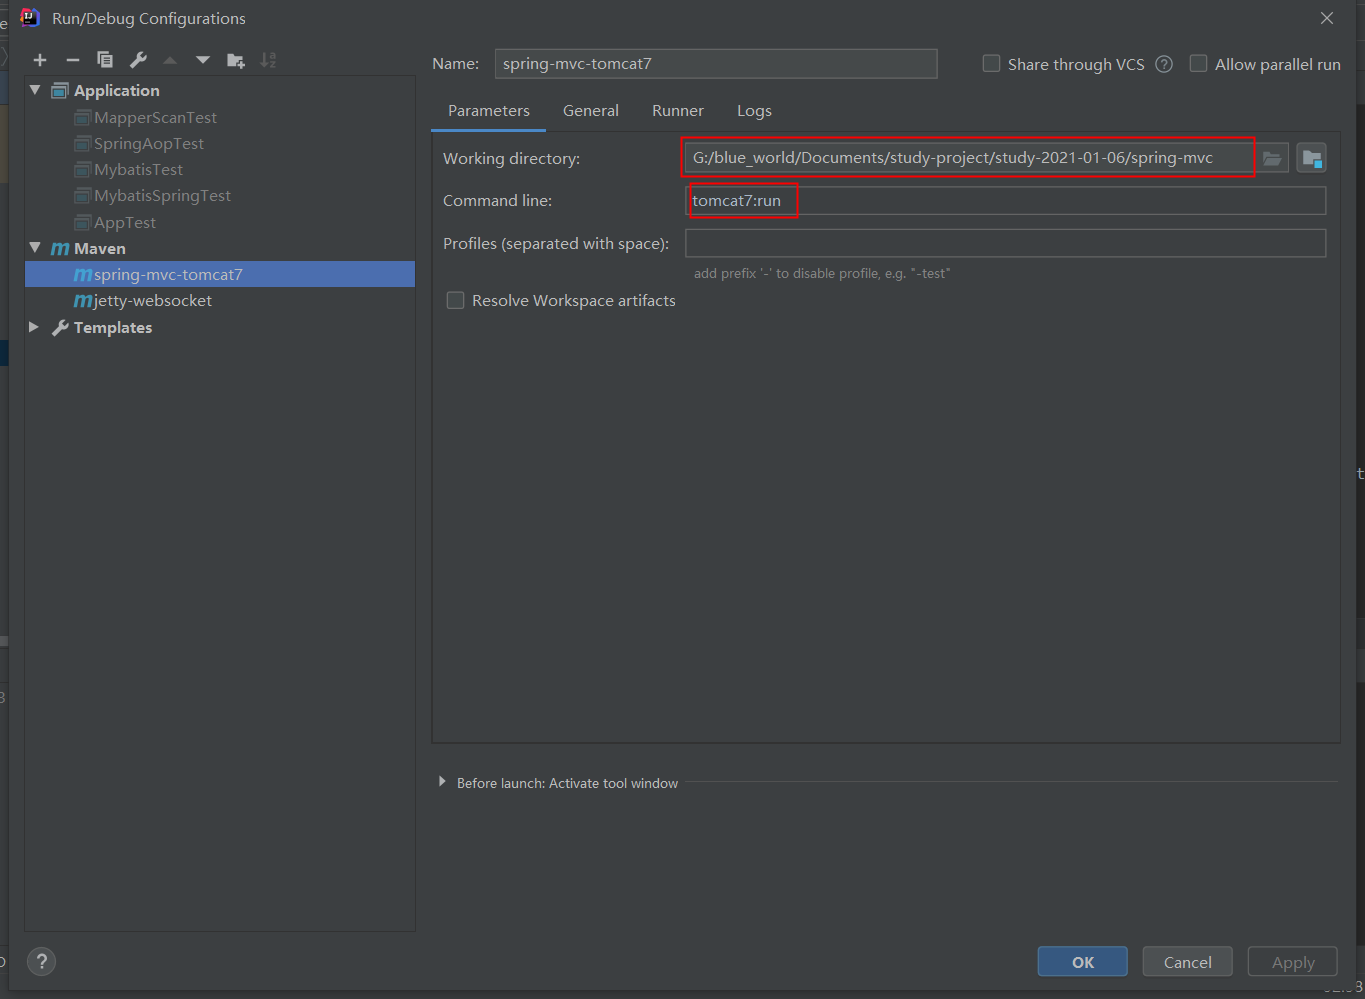 Run/Debug Configurations
Name:
spring-mvc-tomcat7
Share through VCS
Allow parallel run
Application
MapperScanTest
SpringAopTest
MybatisTest
MybatisSpringTest
AppTest
Maven
spring-mvc-tomcat7
jetty-websocket
Templates
Parameters
General
Runner
Logs
Working directory:
G:/blue_world/Documents/study-project/study-2021-01-06/spring-mvc
Command line:
tomcat7:run
Profiles (separated with space):
add prefix '-' to disable profile, e.g. "-test"
Resolve Workspace artifacts
Before launch: Activate tool window
?
OK
Cancel
Apply